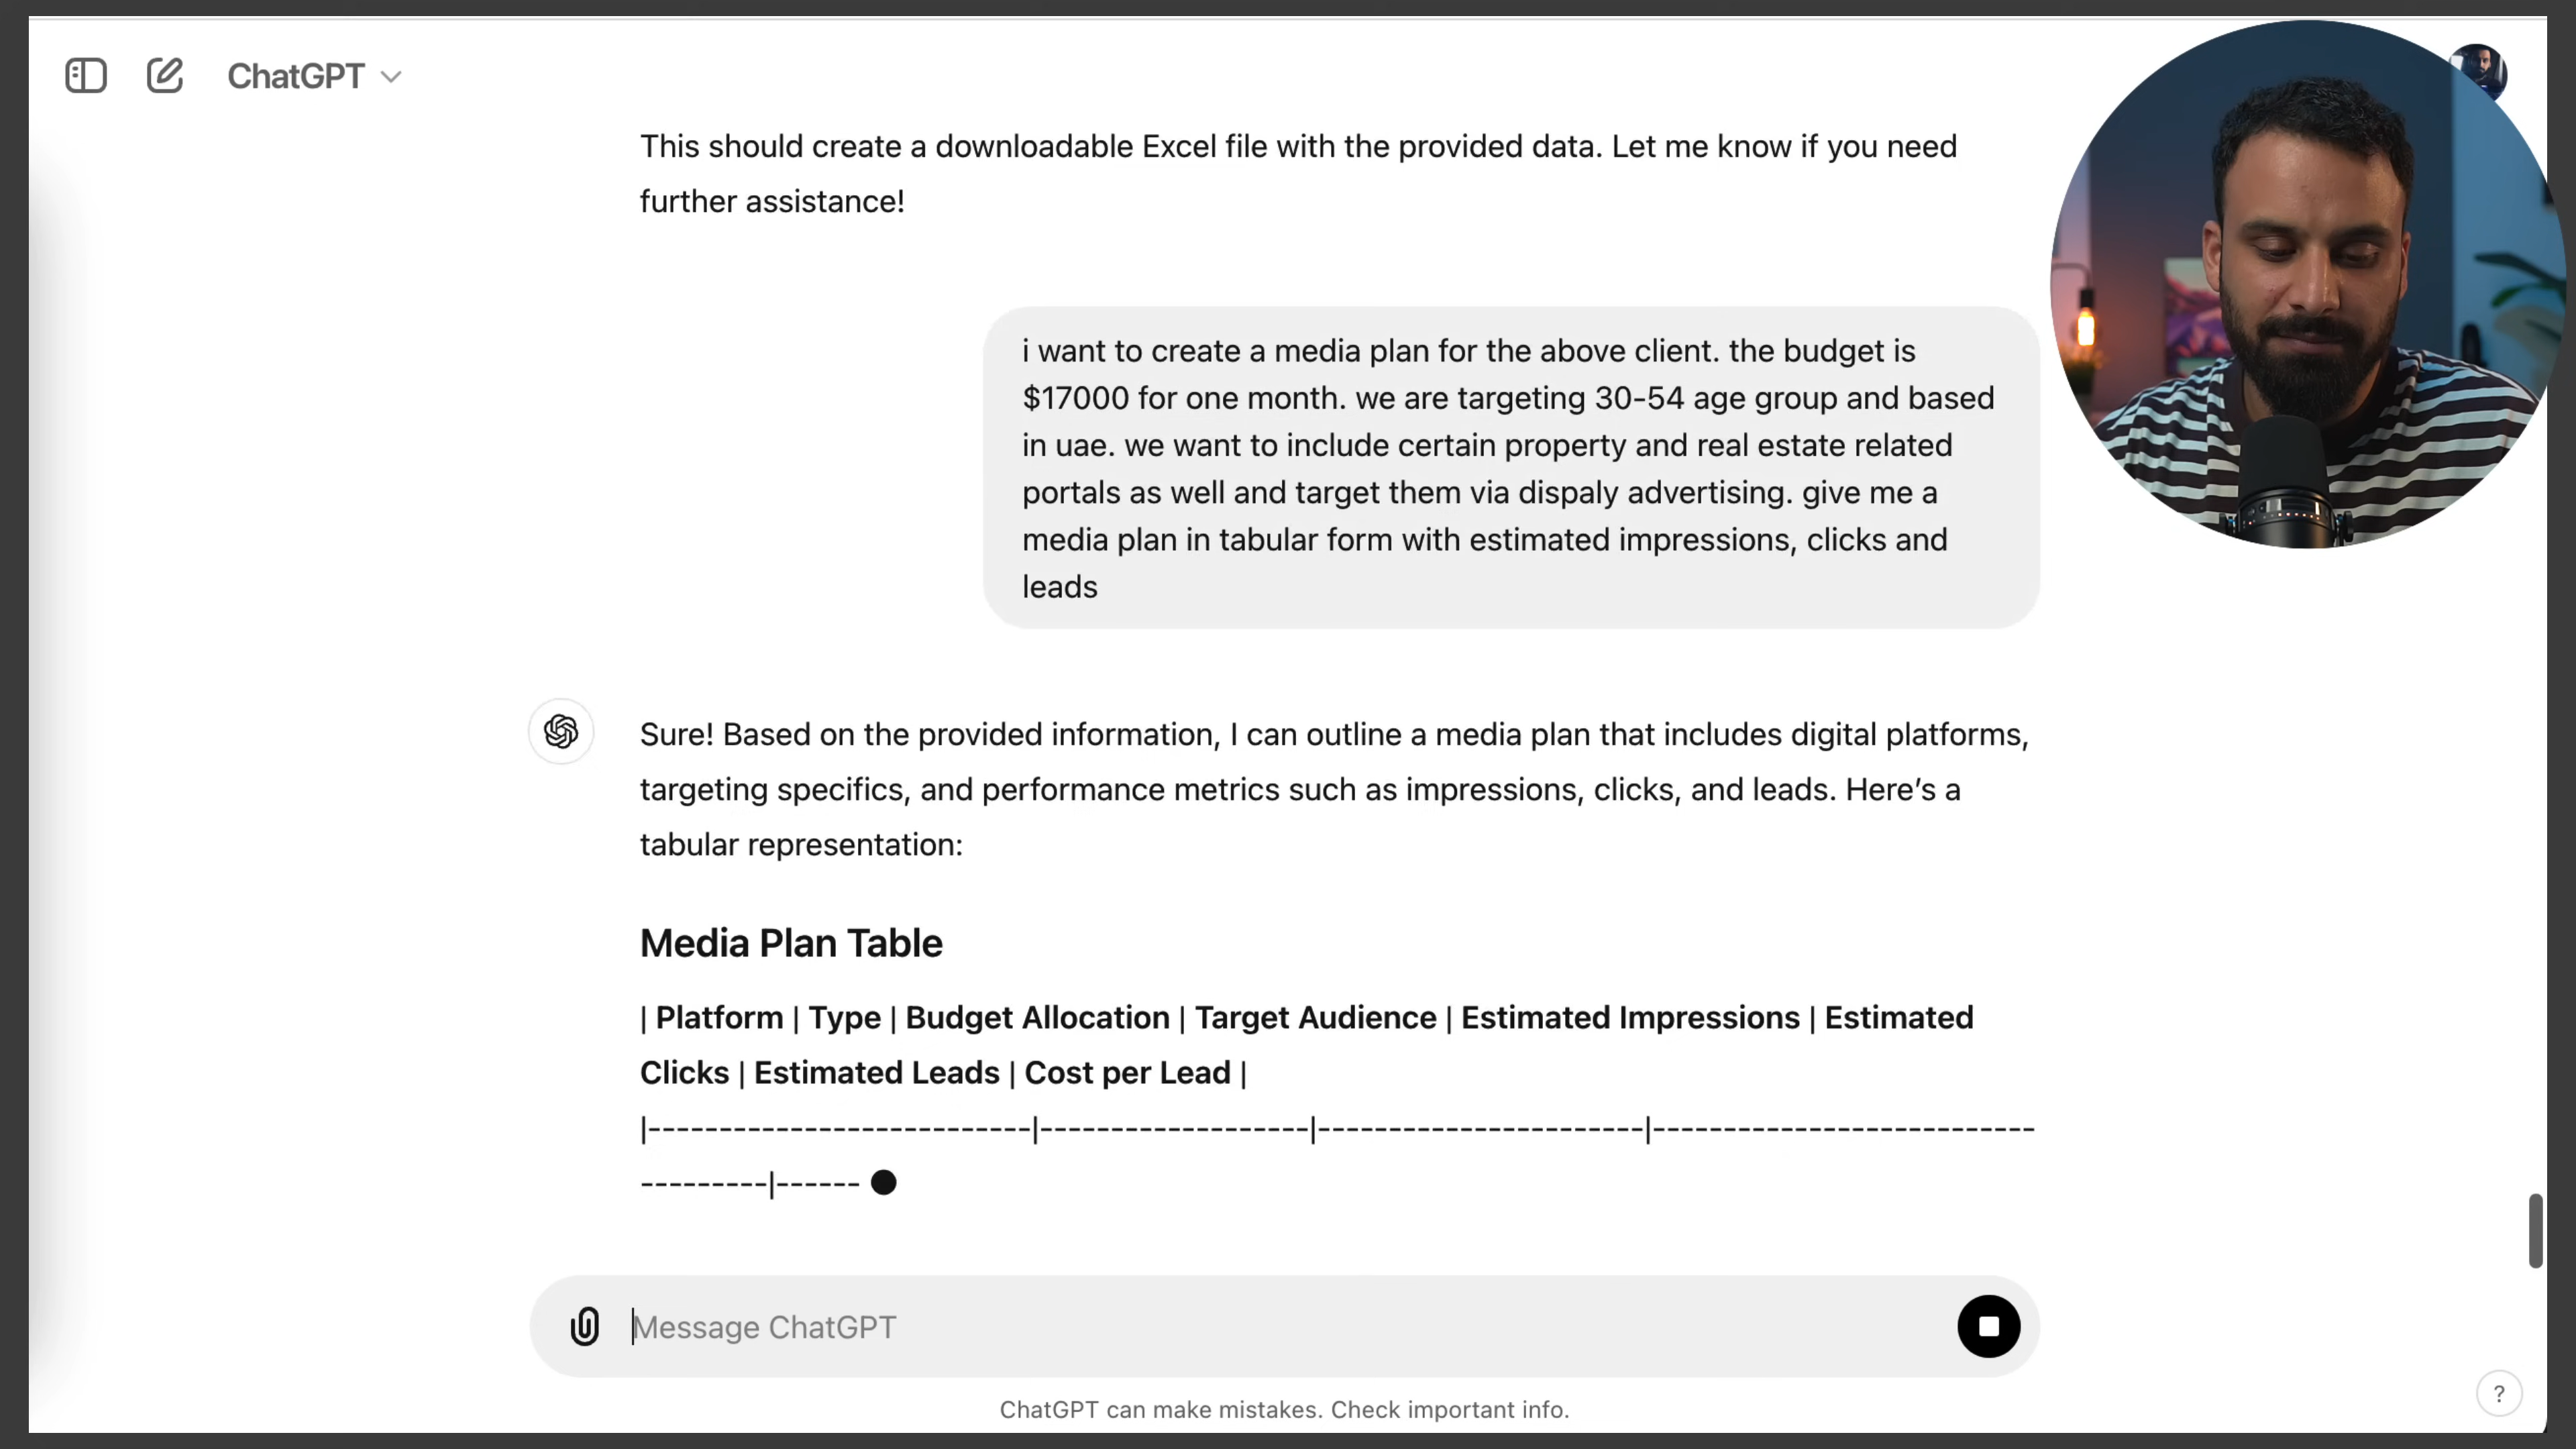 ChatGPT
This should create a downloadable Excel file with the provided data. Let me know if you need
further assistance!
i want to create a media plan for the above client. the budget is
$17000 for one month. we are targeting 30-54 age group and based
in uae. we want to include certain property and real estate related
portals as well and target them via dispaly advertising. give me a
media plan in tabular form with estimated impressions, clicks and
leads
Sure! Based on the provided information, I can outline a media plan that includes digital platforms,
targeting specifics, and performance metrics such as impressions, clicks, and leads. Here’s a
tabular representation:
Media Plan Table
| Platform | Type | Budget Allocation | Target Audience | Estimated Impressions | Estimated
Clicks | Estimated Leads | Cost per Lead |
|---------------------------|-------------------|-----------------------|---------------------------
---------|------
Message ChatGPT
ChatGPT can make mistakes. Check important info.
?